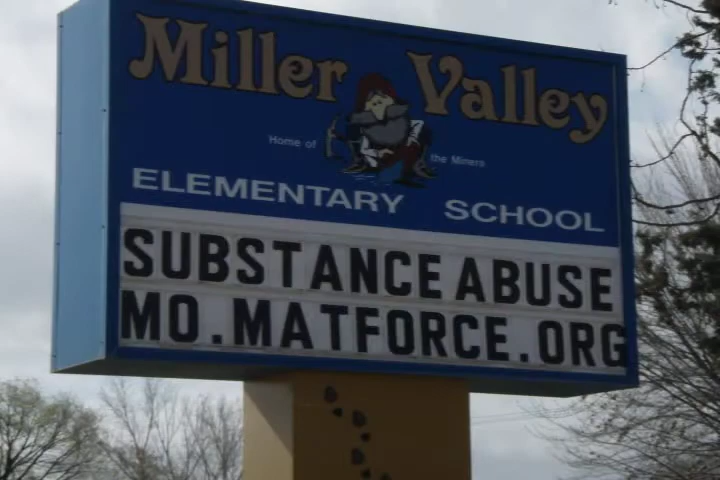 Miller Valley
Home of the Miners
ELEMENTARY SCHOOL
SUBSTANCE ABUSE
MO.MATFORCE.ORG